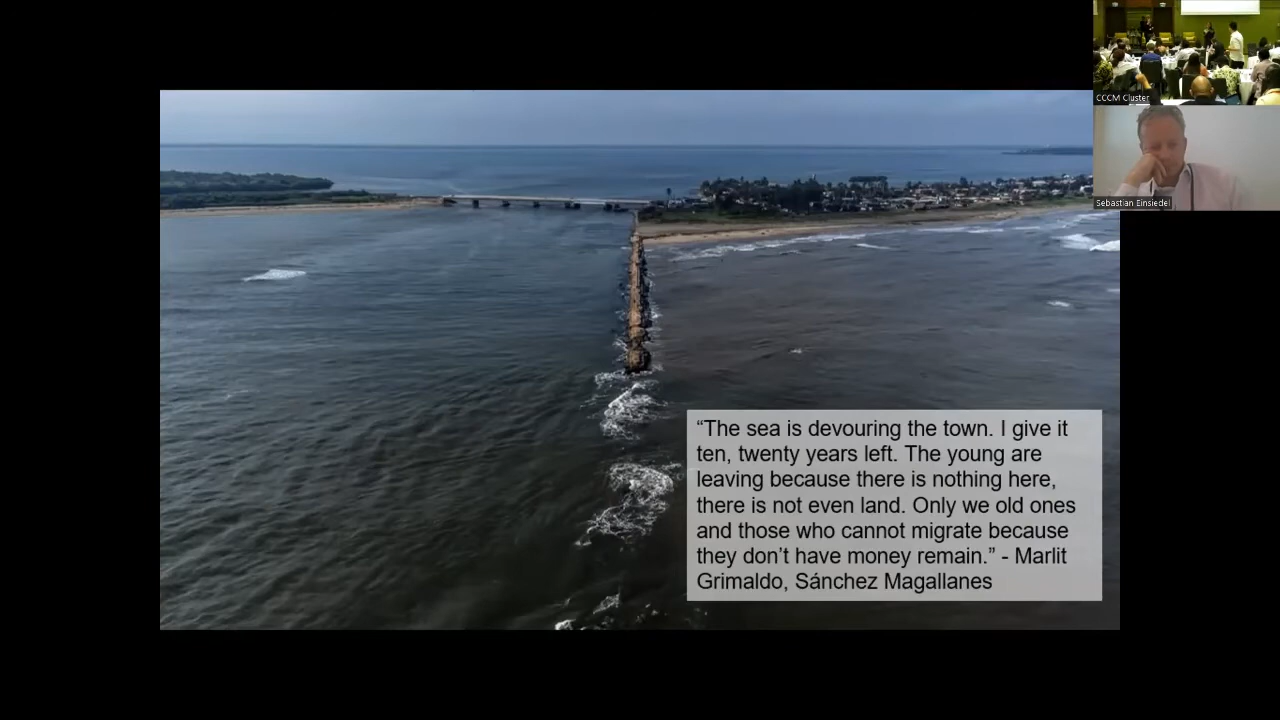 CCCM Cluster
Sebastian Einsiedel
“The sea is devouring the town. I give it
ten, twenty years left. The young are
leaving because there is nothing here,
there is not even land. Only we old ones
and those who cannot migrate because
they don’t have money remain.” - Marlit
Grimaldo, Sánchez Magallanes